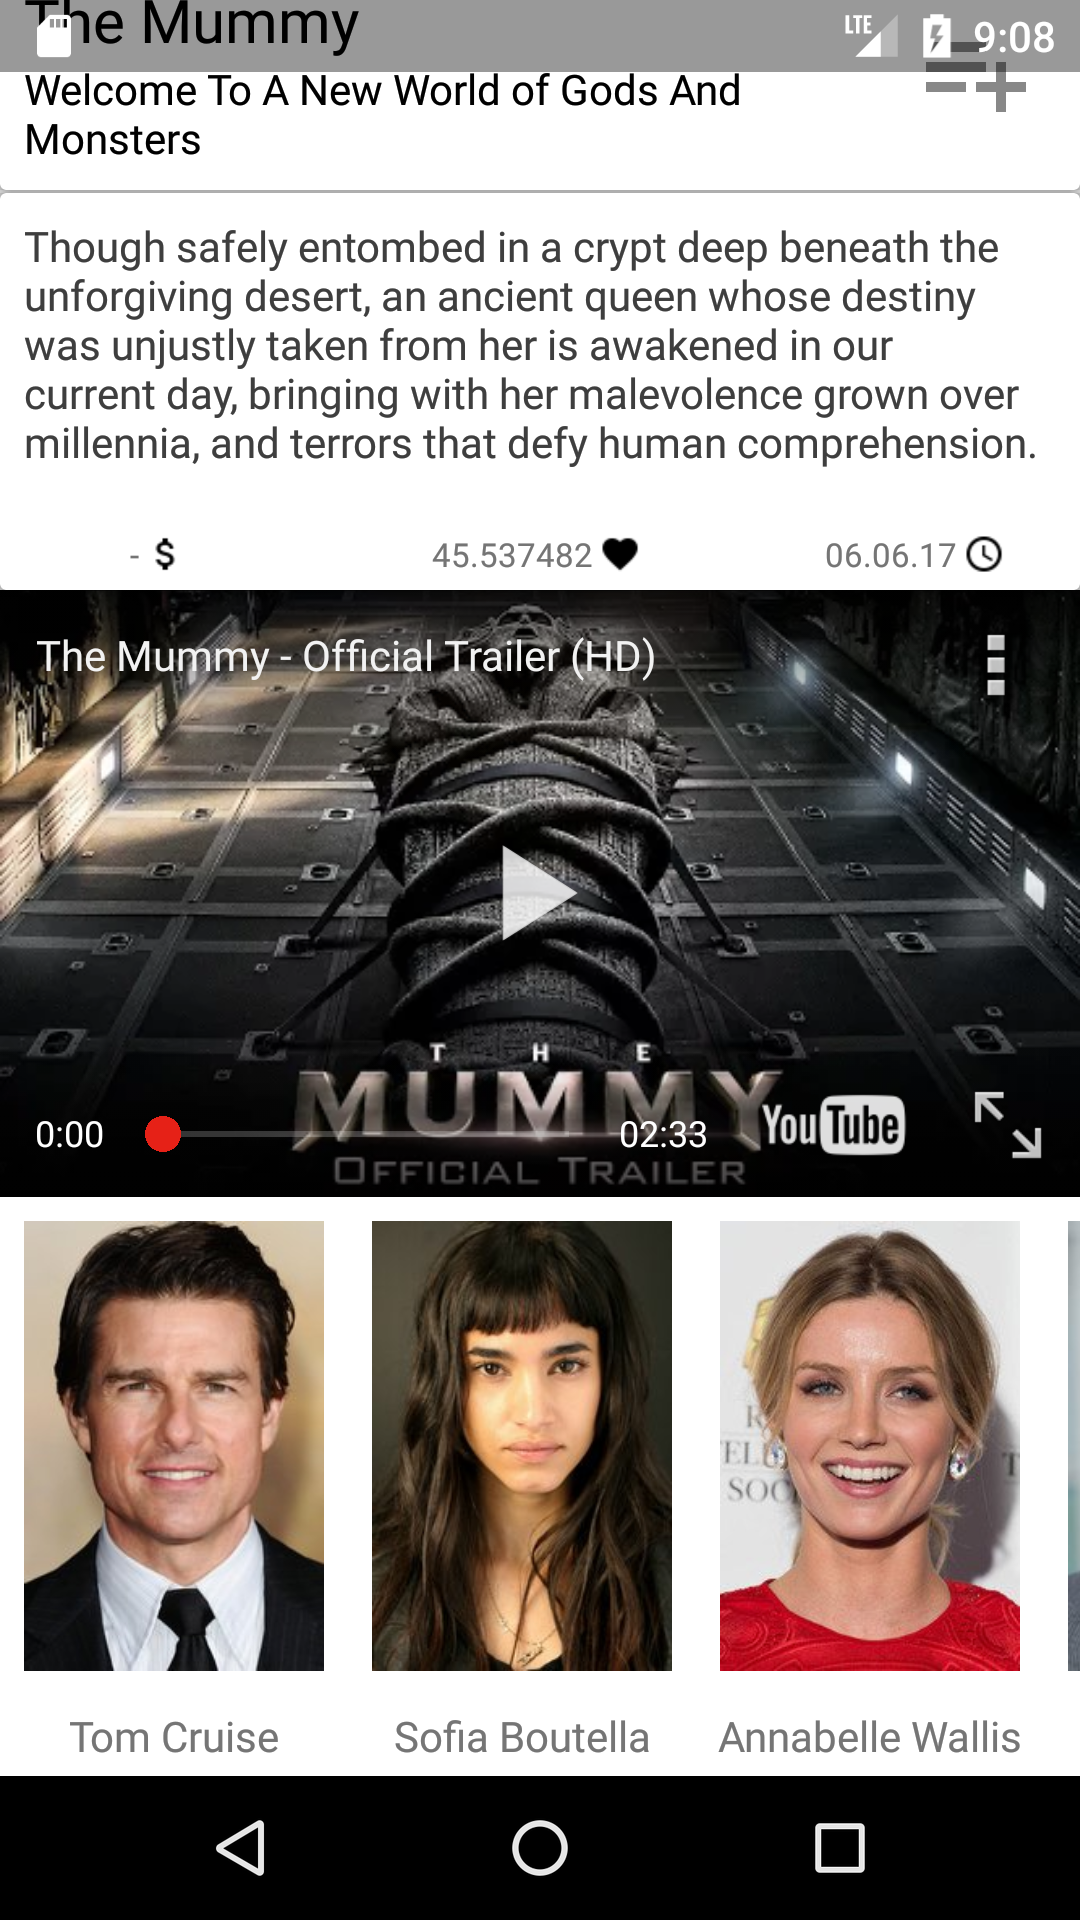 The Mummy
LTE
9:08
Welcome To A New World of Gods And
Monsters
Though safely entombed in a crypt deep beneath the
unforgiving desert, an ancient queen whose destiny
was unjustly taken from her is awakened in our
current day, bringing with her malevolence grown over
millennia, and terrors that defy human comprehension.
- $
45.537482
06.06.17
The Mummy - Official Trailer (HD)
THE
MUMMY
0:00
02:33
YouTube
OFFICIAL TRAILER
Tom Cruise
Sofia Boutella
Annabelle Wallis